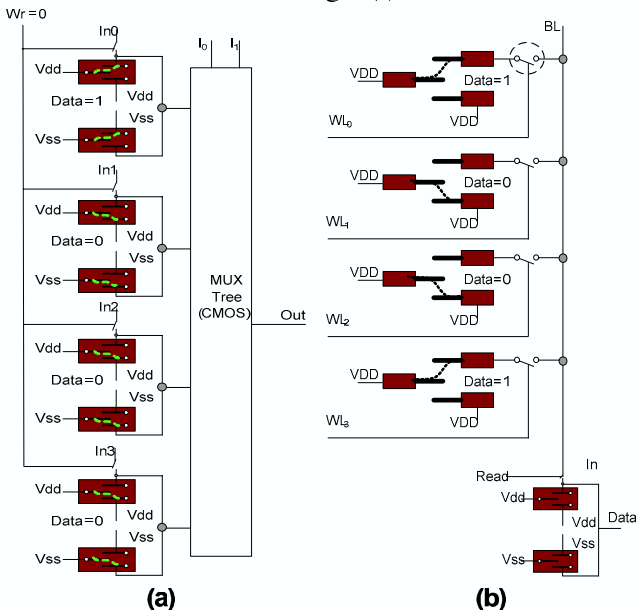 Wr=0
In0
Vdd
Data=1
Vdd
Vss
Vss
In1
Vdd
Data=0
Vdd
Vss
Vss
In2
Vdd
Data=0
Vdd
Vss
Vss
In3
Vdd
Data=0
Vdd
Vss
Vss
I0
I1
MUX
Tree
(CMOS)
Out
(a)
BL
VDD
Data=1
VDD
WL0
VDD
Data=0
VDD
WL1
VDD
Data=0
VDD
WL2
VDD
Data=1
VDD
WL3
Read
In
Vdd
Vdd
Vss
Data
Vss
(b)